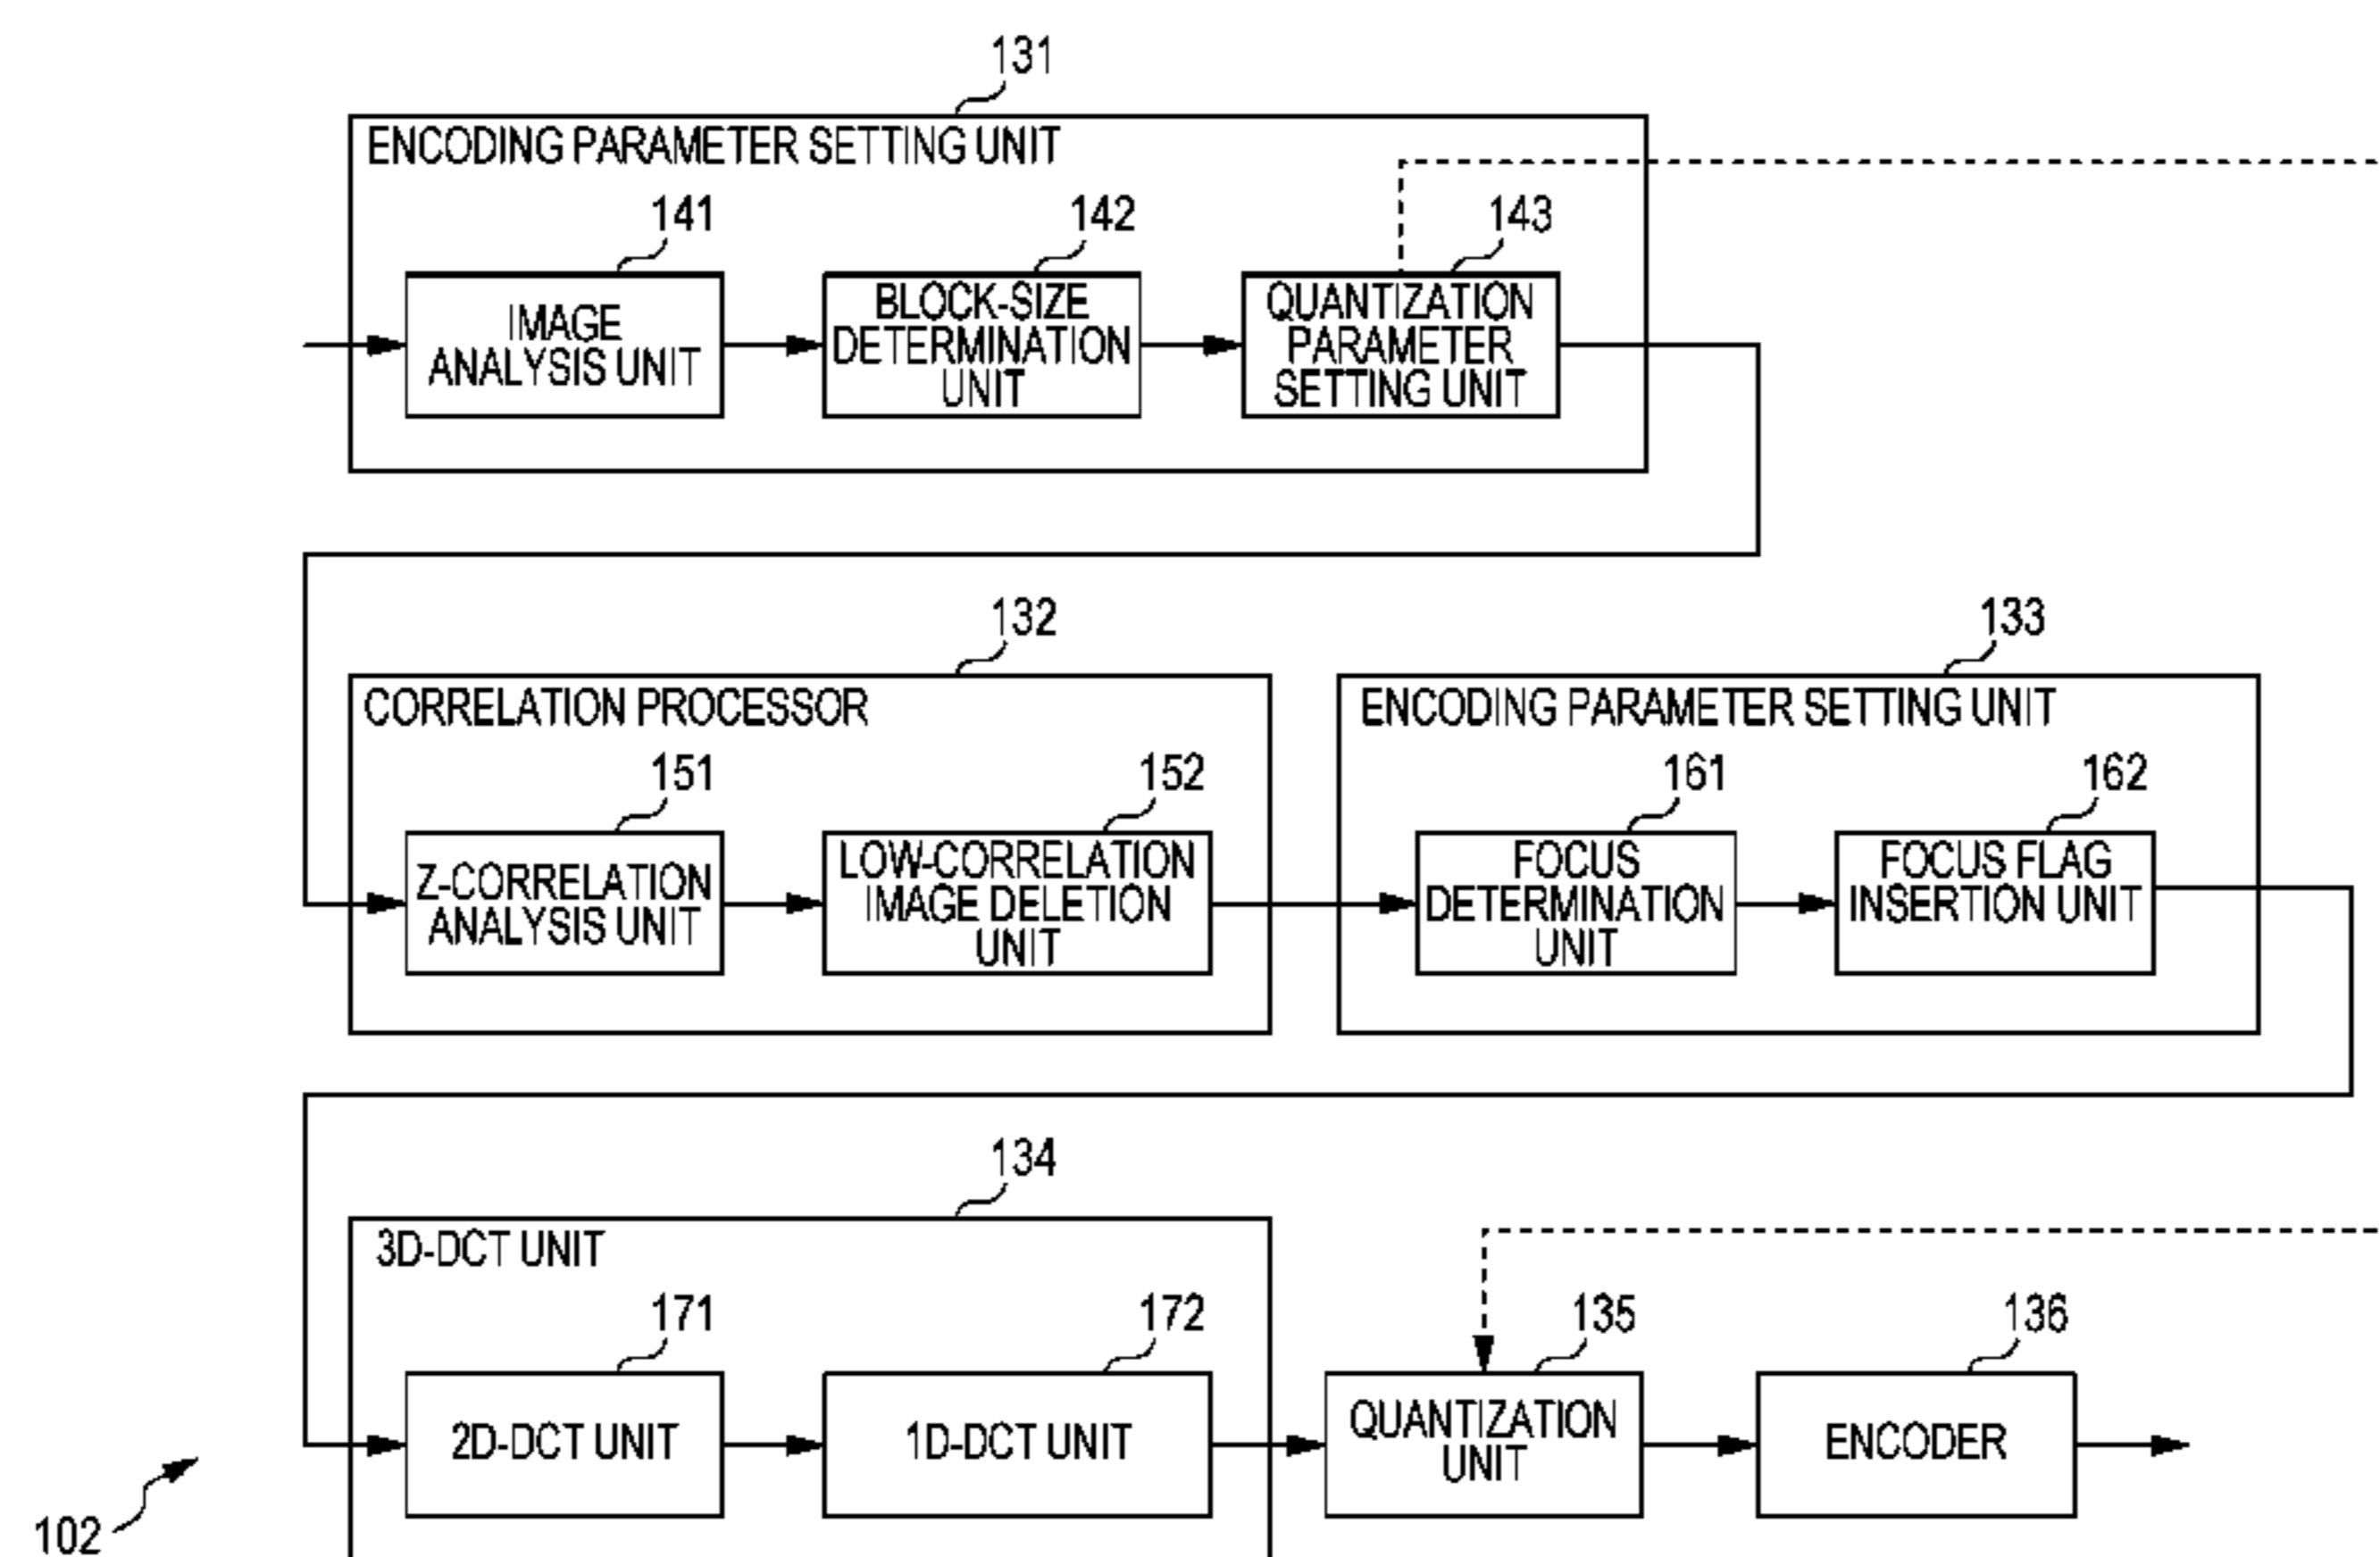 131
ENCODING PARAMETER SETTING UNIT
141
142
143
IMAGE
ANALYSIS UNIT
BLOCK-SIZE
DETERMINATION
UNIT
QUANTIZATION
PARAMETER
SETTING UNIT
132
133
CORRELATION PROCESSOR
ENCODING PARAMETER SETTING UNIT
151
152
161
162
Z-CORRELATION
ANALYSIS UNIT
LOW-CORRELATION
IMAGE DELETION
UNIT
FOCUS
DETERMINATION
UNIT
FOCUS FLAG
INSERTION UNIT
134
3D-DCT UNIT
171
172
135
136
2D-DCT UNIT
1D-DCT UNIT
QUANTIZATION
UNIT
ENCODER
102